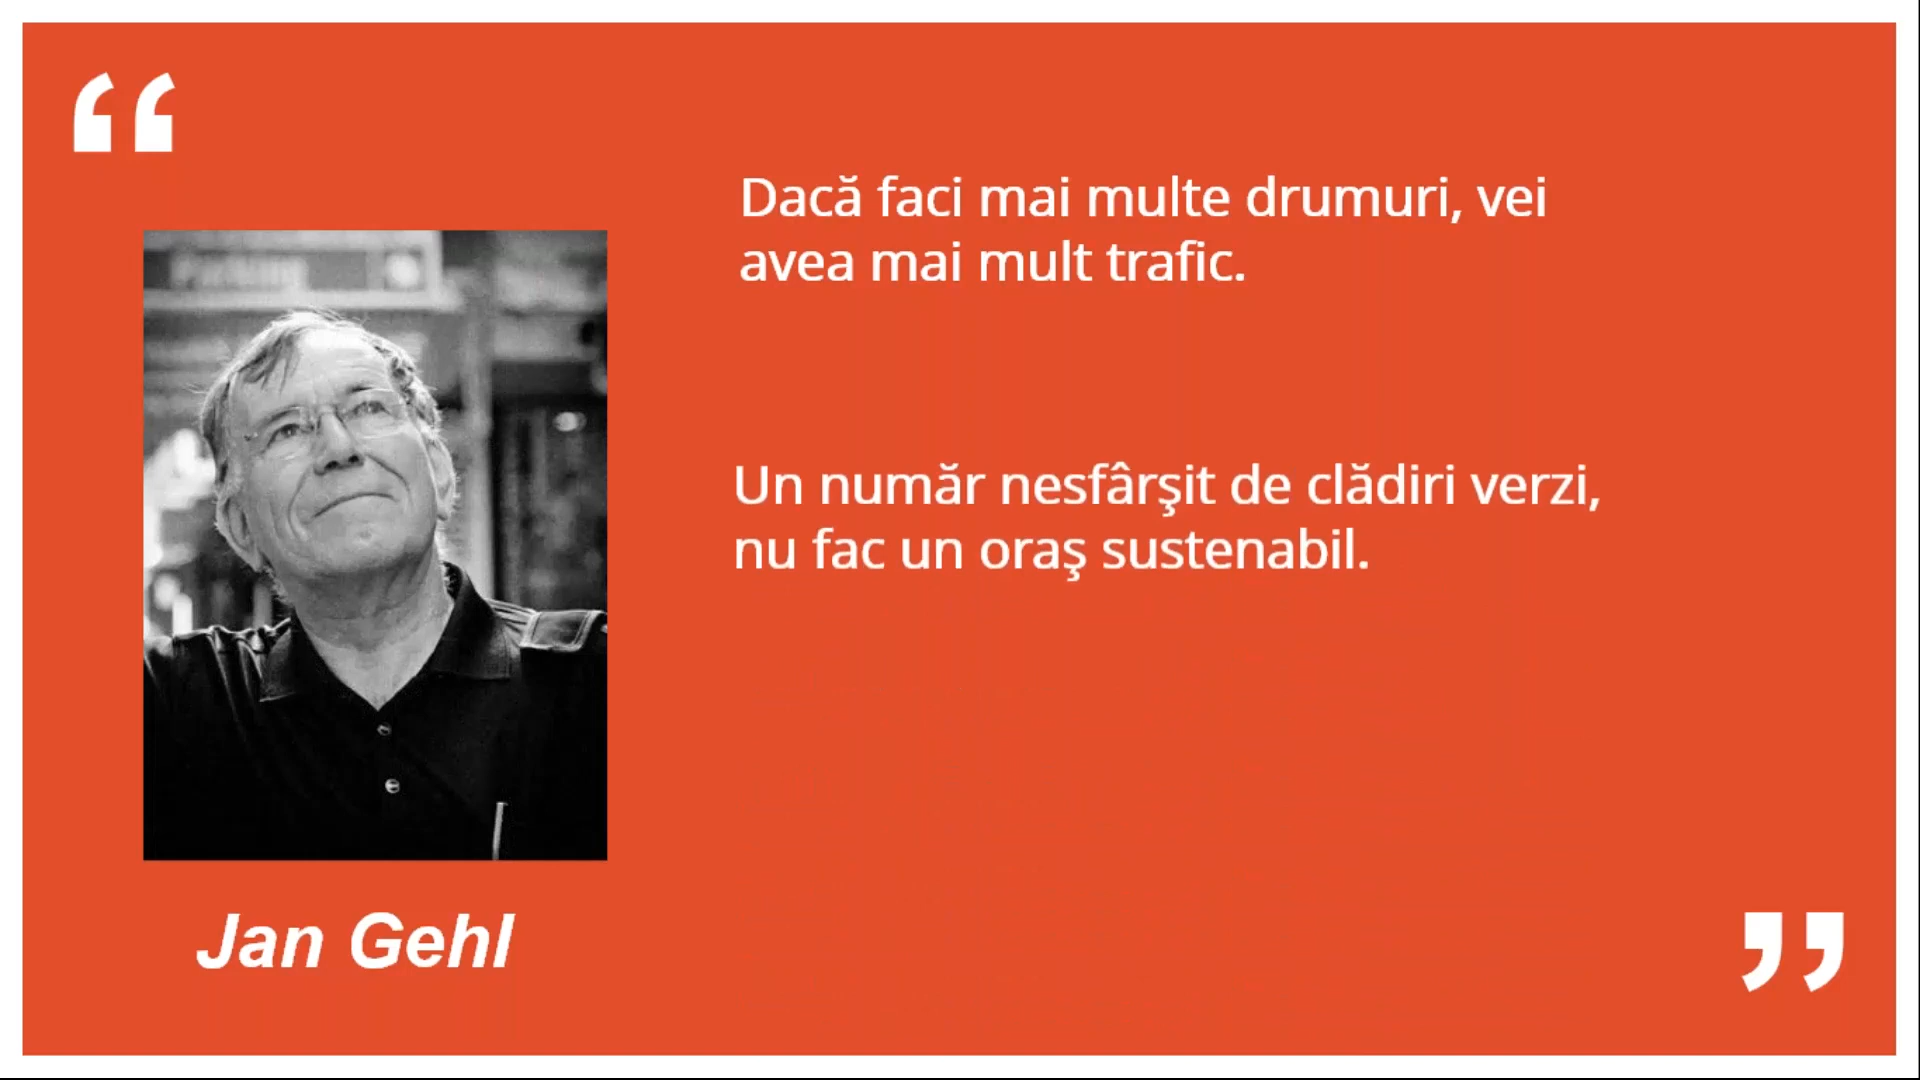 “
Dacă faci mai multe drumuri, vei
avea mai mult trafic.
Un număr nesfârşit de clădiri verzi,
nu fac un oraş sustenabil.
Jan Gehl
”